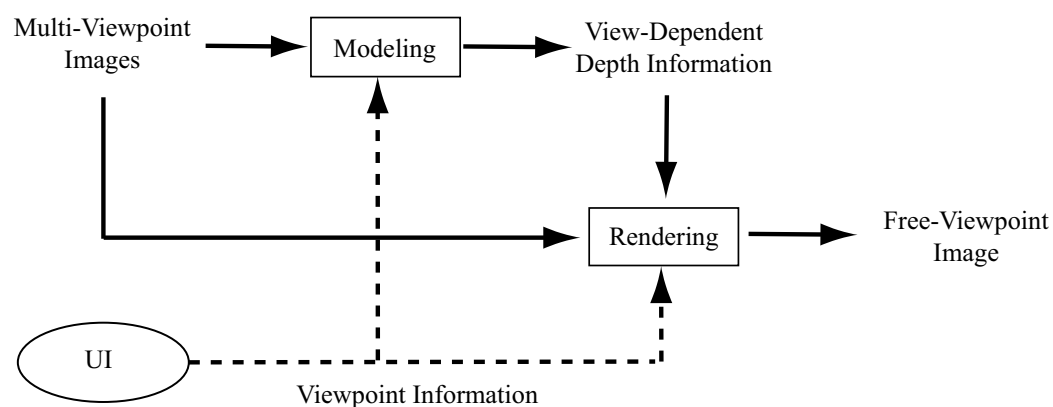 Multi-Viewpoint
Images
Modeling
View-Dependent
Depth Information
Rendering
Free-Viewpoint
Image
UI
Viewpoint Information